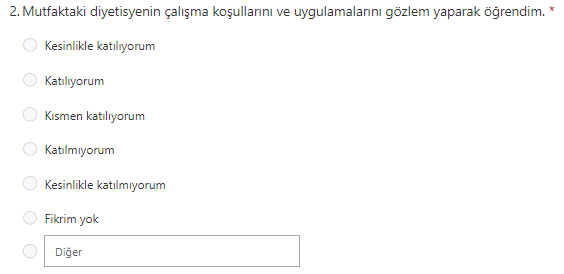 2. Mutfaktaki diyetisyenin çalışma koşullarını ve uygulamalarını gözlem yaparak öğrendim. *
Kesinlikle katılıyorum
Katılıyorum
Kısmen katılıyorum
Katılmıyorum
Kesinlikle katılmıyorum
Fikrim yok
Diğer